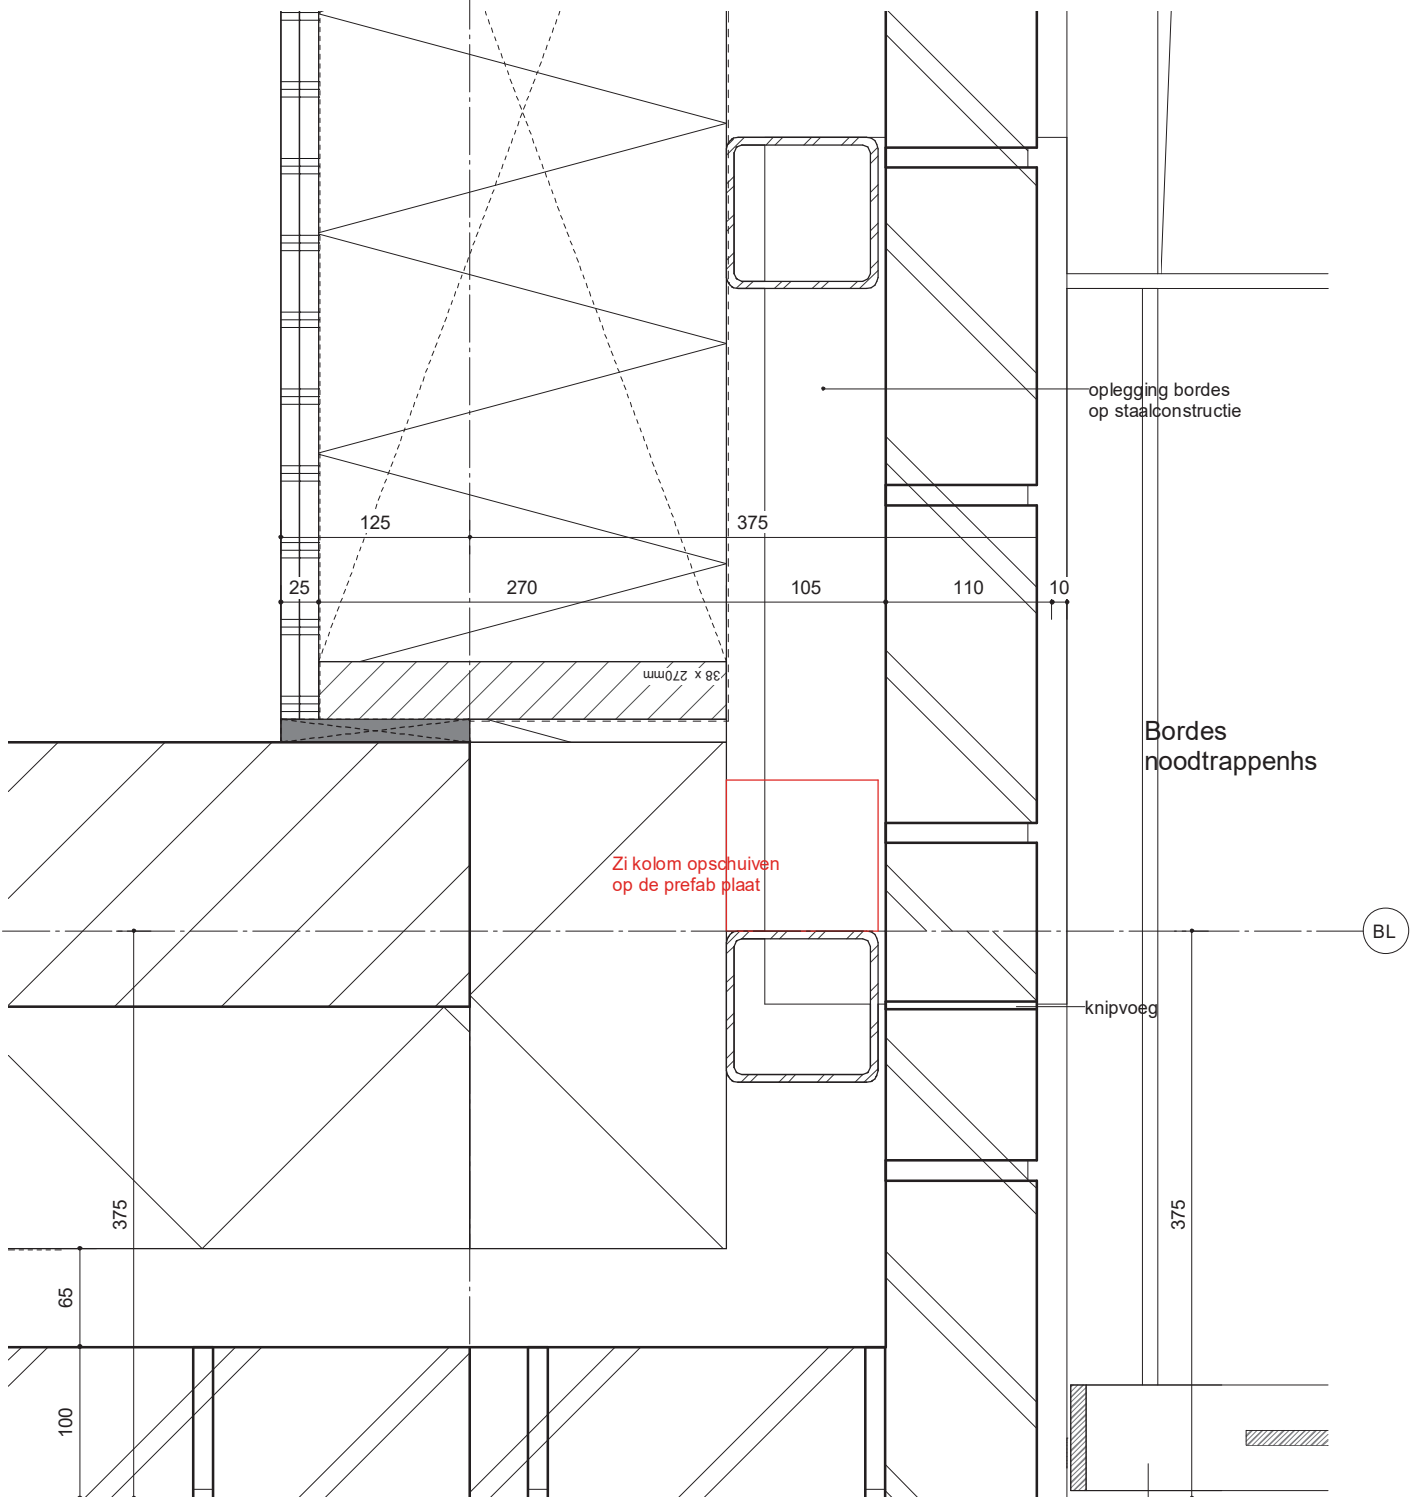 oplegging bordes
op staalconstructie
125
375
25
270
105
110
10
38 x 270mm
Bordes
noodtrappenhs
Zi kolom opschuiven
op de prefab plaat
BL
knipvoeg
375
375
65
100